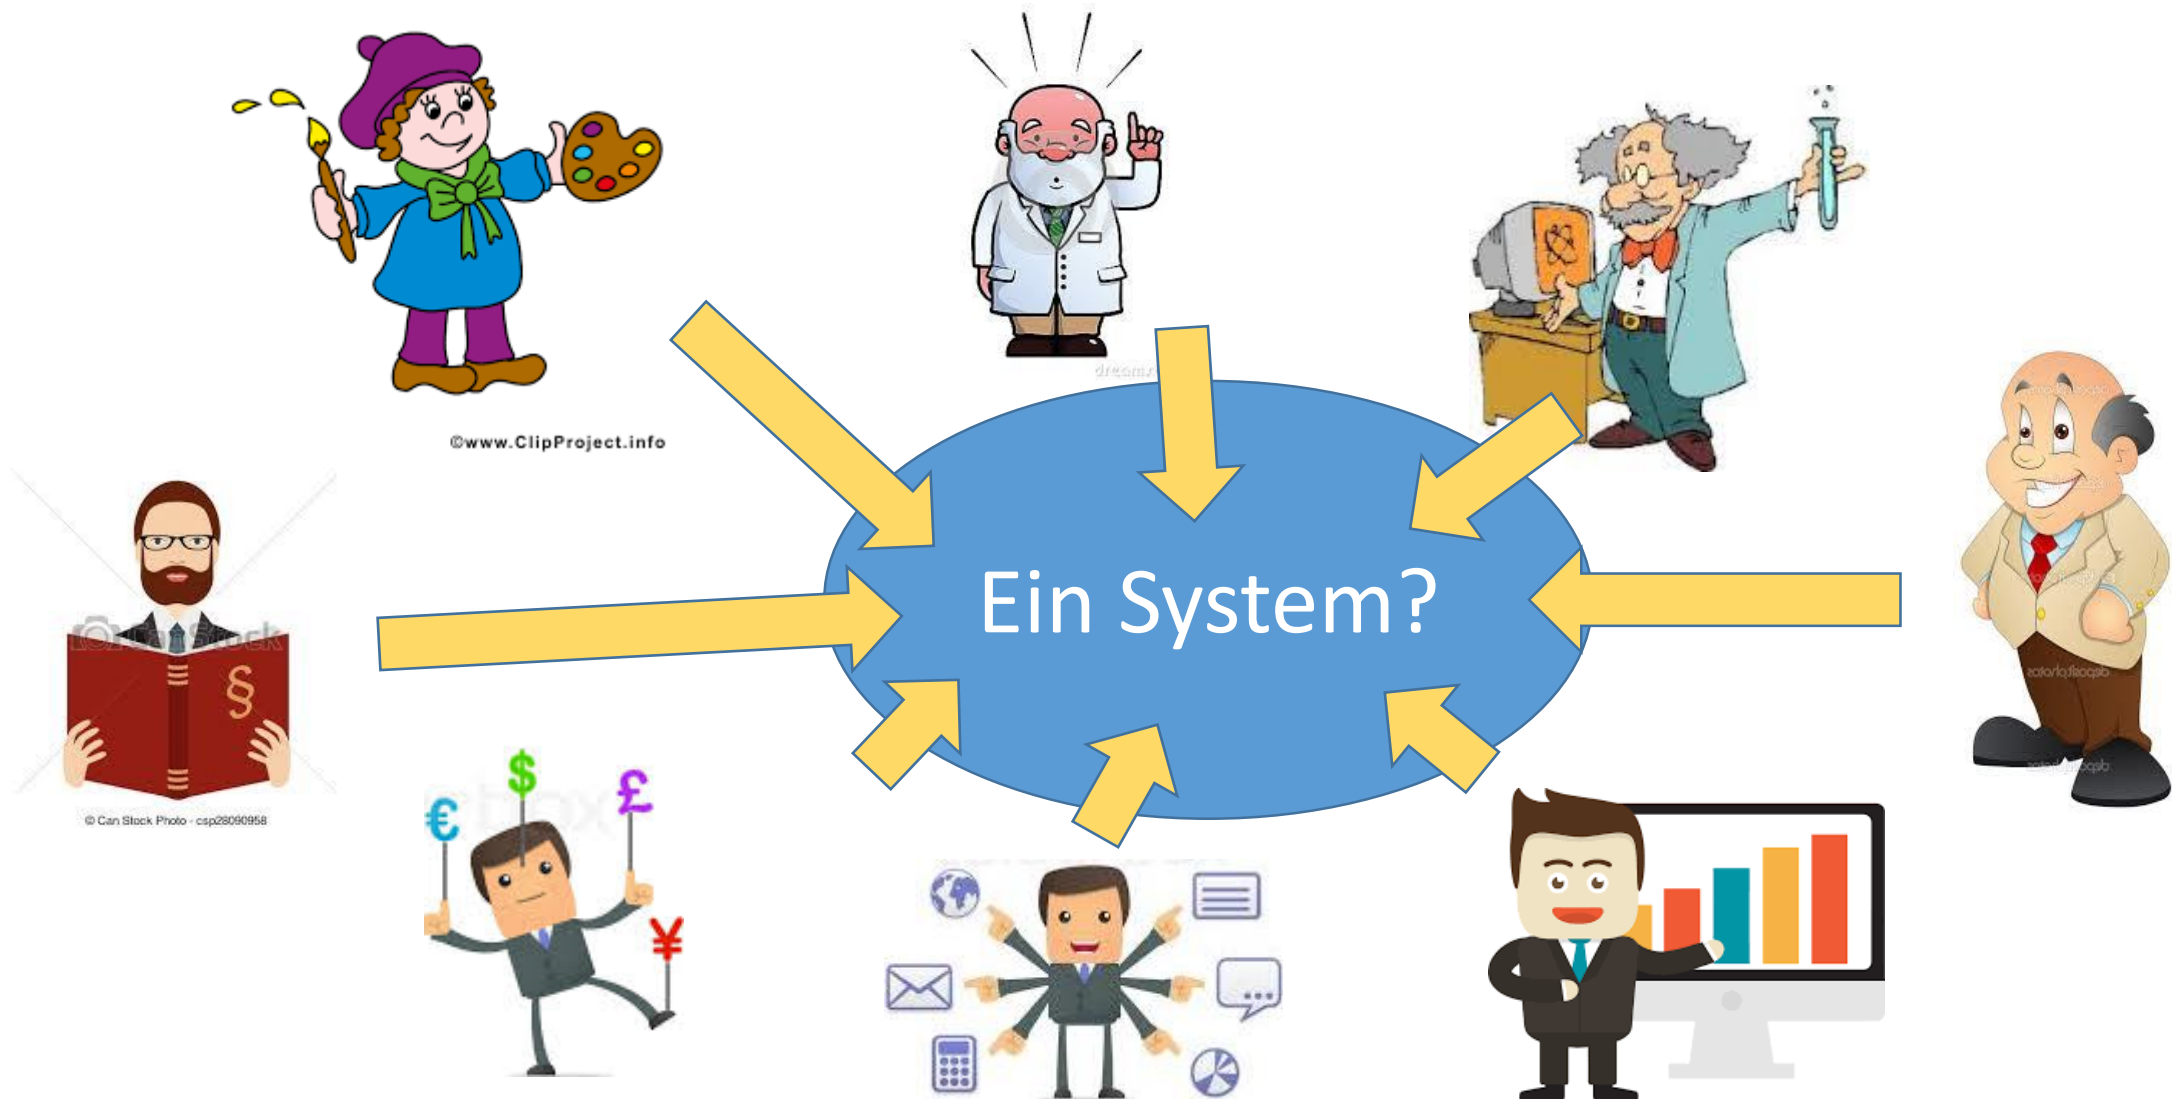 ©www.ClipProject.info
Ein System?
§
© Can Stock Photo - csp28090958
$
£
€
¥